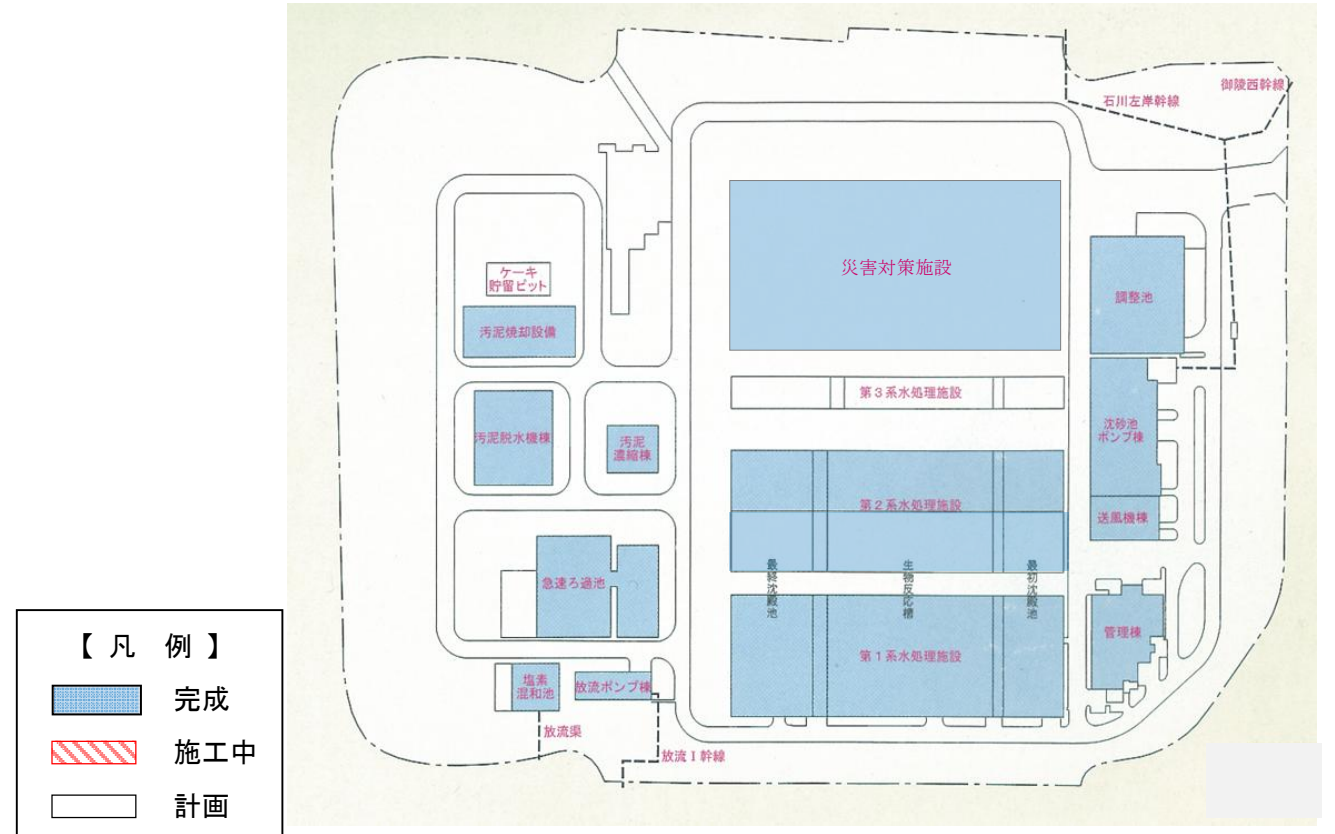 御陵西幹線
石川左岸幹線
災害対策施設
調整池
ケーキ
貯留ピット
汚泥焼却設備
第3系水処理施設
沈砂池
ポンプ棟
汚泥脱水機棟
汚泥
濃縮棟
第2系水処理施設
送風機棟
最終沈殿池
生物反応槽
最初沈殿池
急速ろ過池
管理棟
第1系水処理施設
塩素
混和池
放流ポンプ棟
放流渠
放流Ⅰ幹線
【凡 例】
完成
施工中
計画